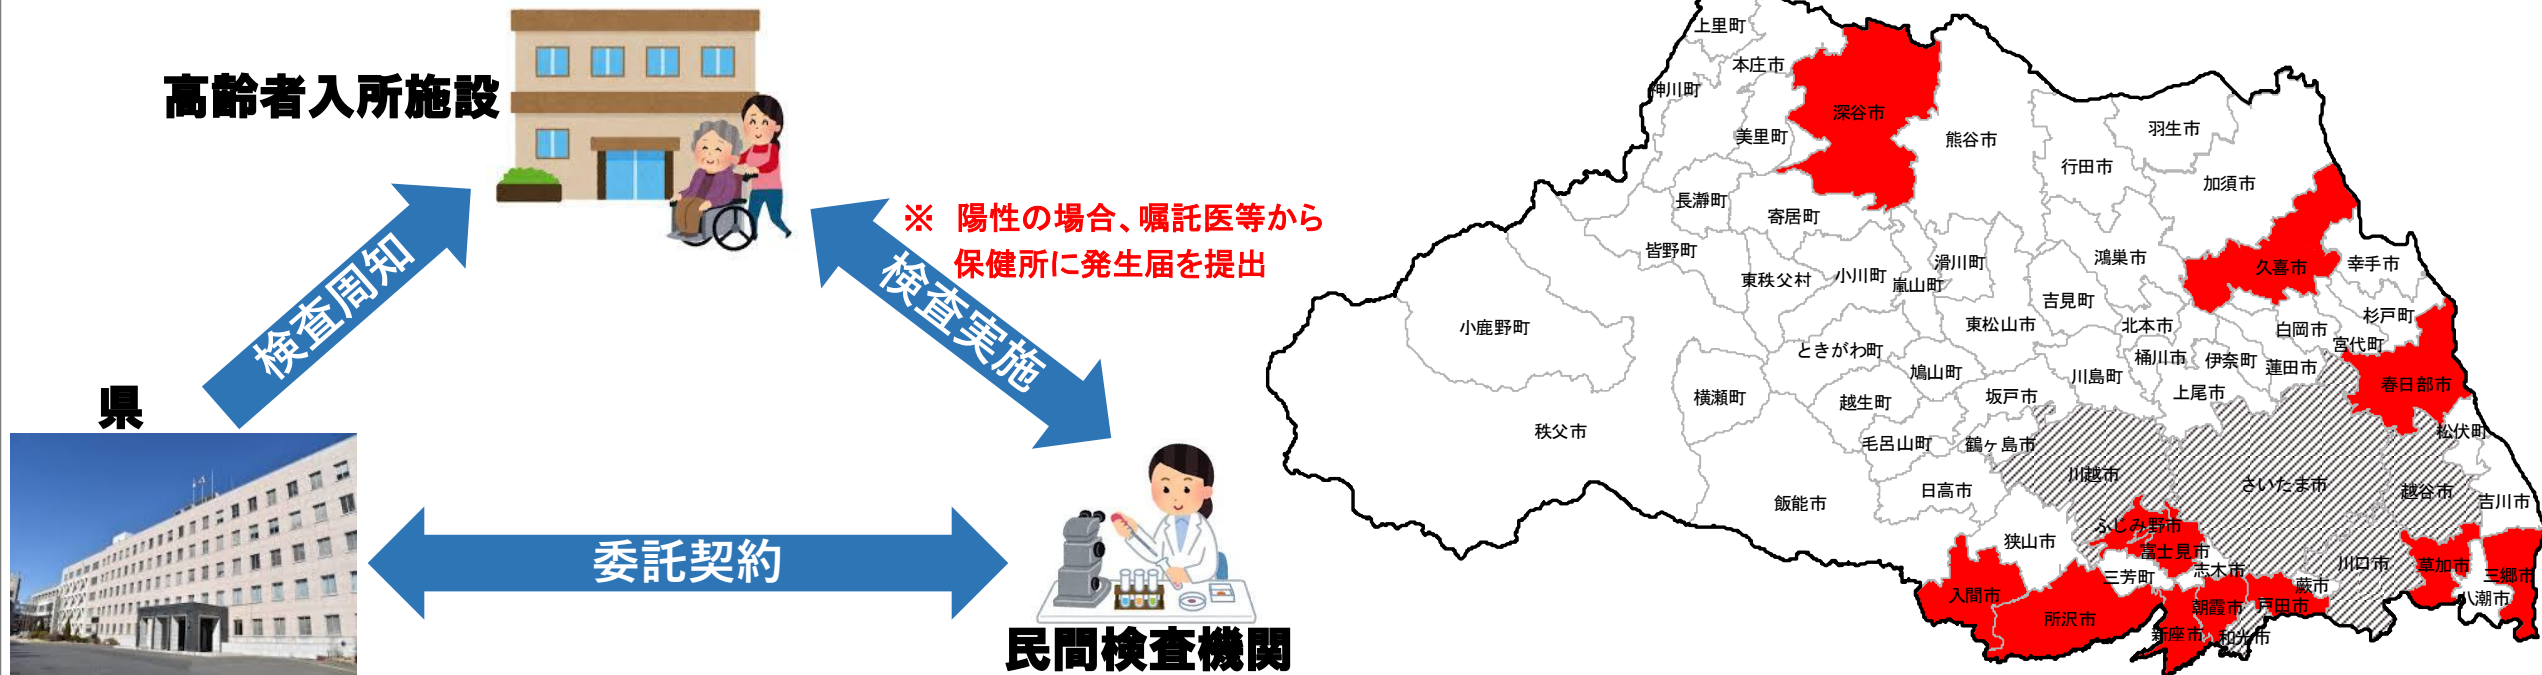 高齢者入所施設
※ 陽性の場合、嘱託医等から
保健所に発生届を提出
検査周知
検査実施
県
委託契約
民間検査機関
上里町
本庄市
神川町
深谷市
美里町
熊谷市
羽生市
行田市
加須市
長瀞町
寄居町
皆野町
東秩父村
小川町
嵐山町
滑川町
鴻巣市
久喜市
幸手市
吉見町
小鹿野町
東松山市
北本市
白岡市
杉戸町
宮代町
ときがわ町
鳩山町
川島町
桶川市
伊奈町
蓮田市
春日部市
横瀬町
越生町
坂戸市
上尾市
秩父市
毛呂山町
鶴ヶ島市
松伏町
川越市
さいたま市
越谷市
吉川市
飯能市
日高市
狭山市
ふじみ野市
富士見市
三芳町
志木市
川口市
草加市
三郷市
入間市
所沢市
朝霞市
戸田市
蕨市
八潮市
新座市
和光市